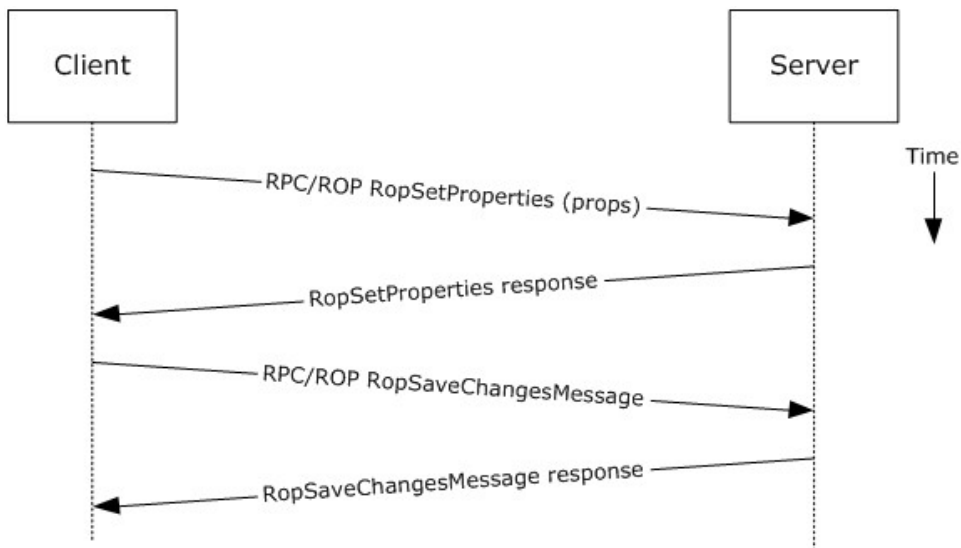 Client
Server
Time
RPC/ROP RopSetProperties (props)
RopSetProperties response
RPC/ROP RopSaveChangesMessage
RopSaveChangesMessage response